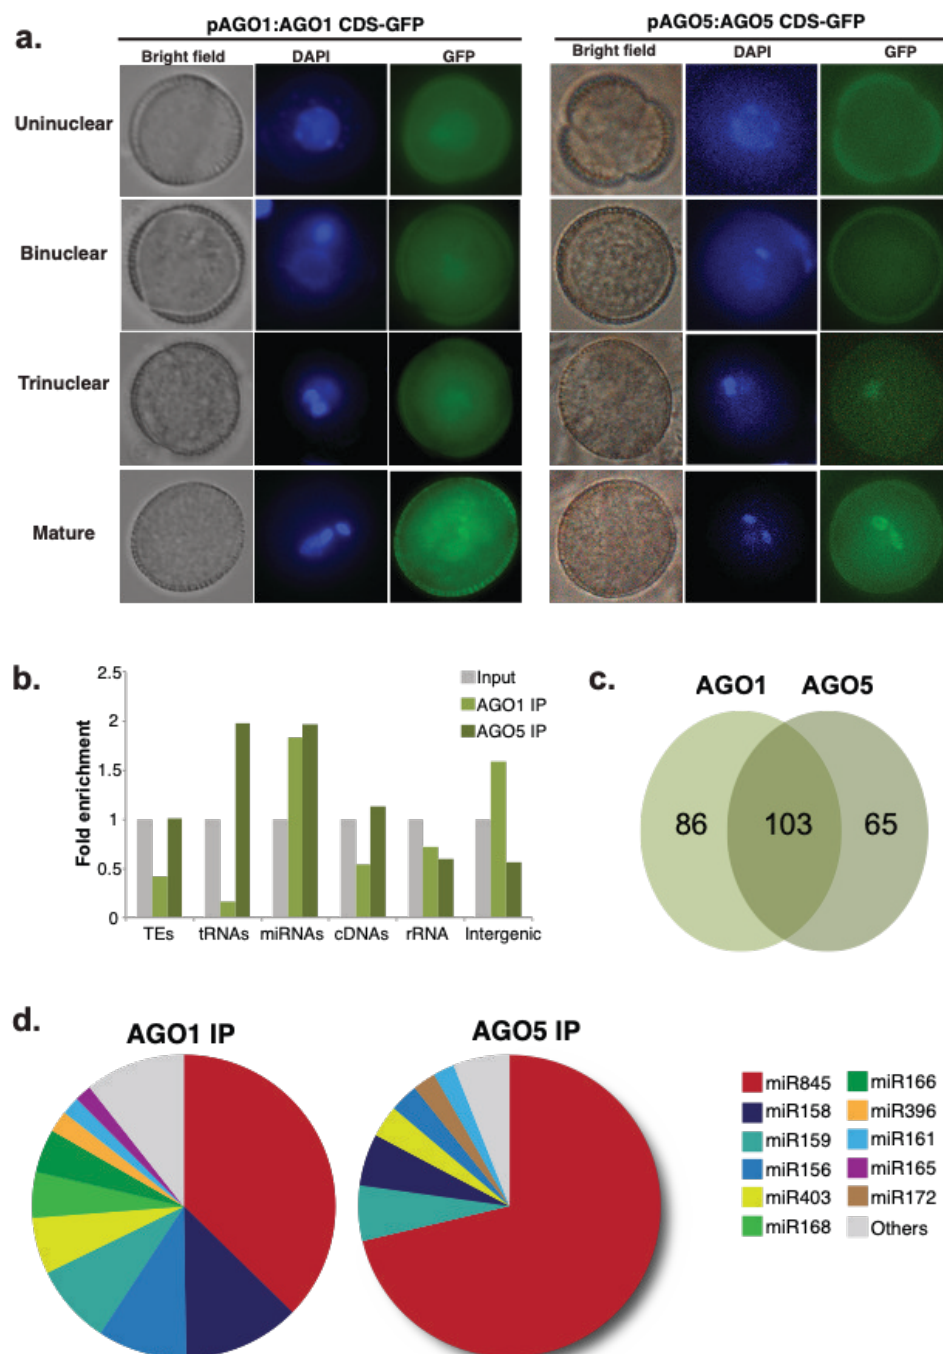 a.
pAGO1:AGO1 CDS-GFP
pAGO5:AGO5 CDS-GFP
Bright field DAPI GFP
Bright field DAPI GFP
Uninuclear
Binuclear
Trinuclear
Mature
b.
Fold enrichment
2.5
2
1.5
1
0.5
0
Input
AGO1 IP
AGO5 IP
TEs tRNAs miRNAs cDNAs rRNA Intergenic
c.
AGO1 AGO5
86 103 65
d.
AGO1 IP
AGO5 IP
miR845 miR166
miR158 miR396
miR159 miR161
miR156 miR165
miR403 miR172
miR168 Others